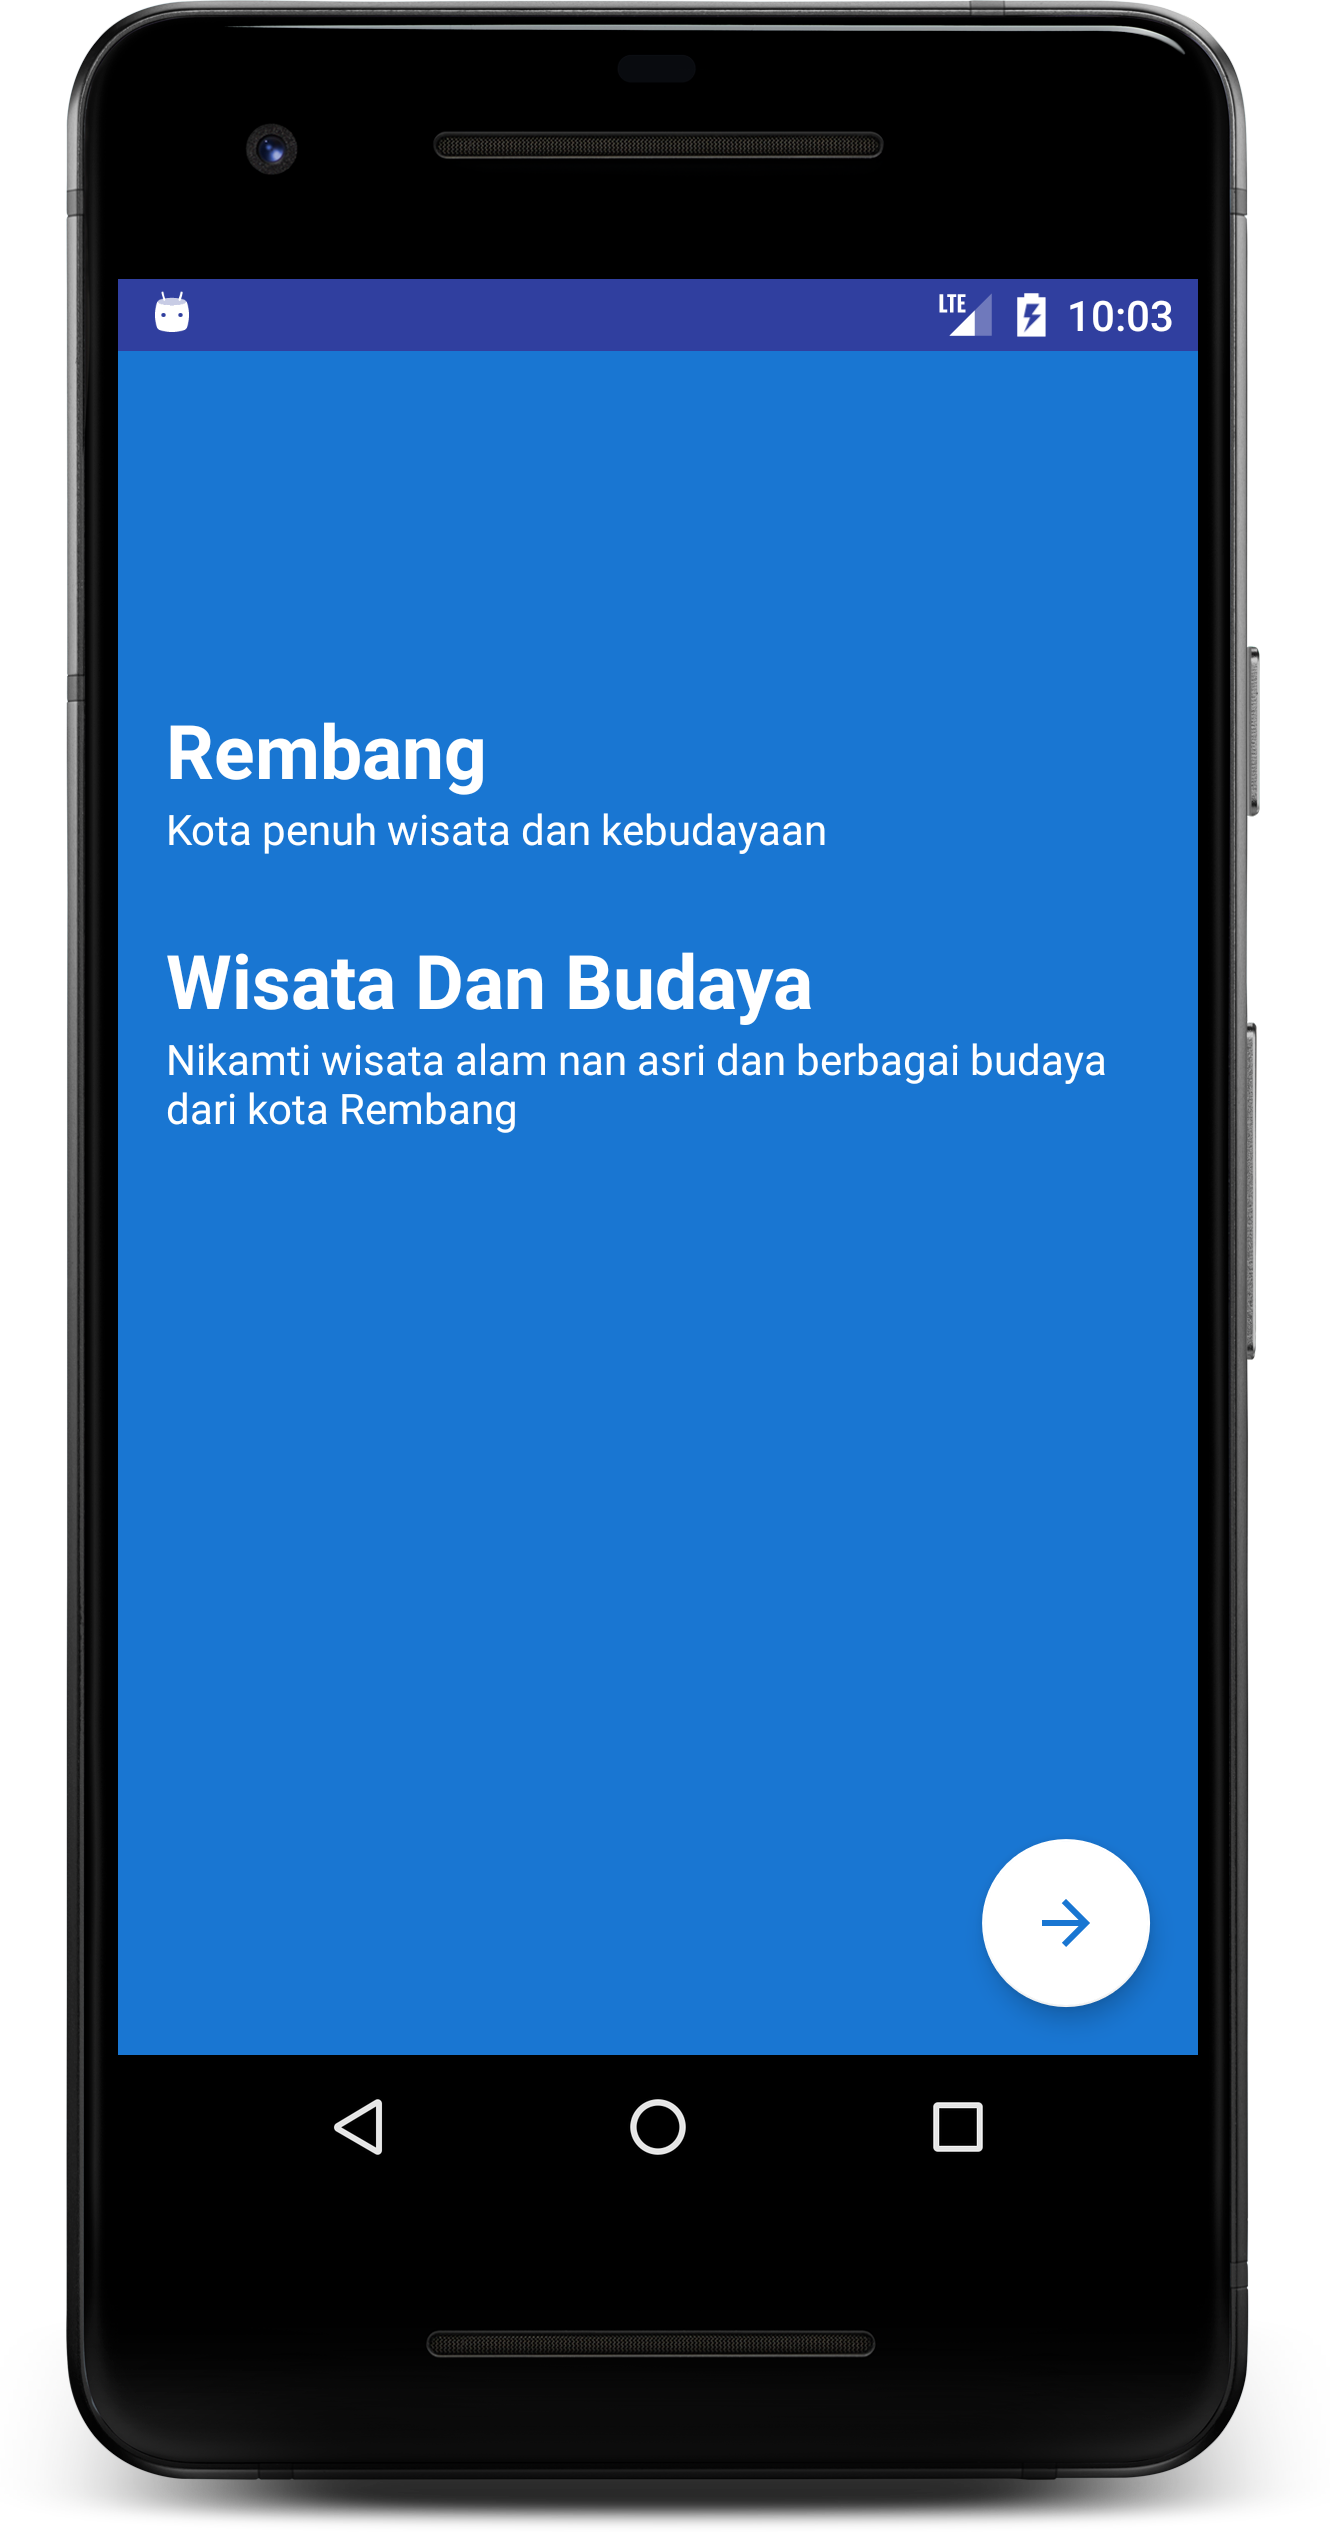 LTE 10:03
Rembang
Kota penuh wisata dan kebudayaan
Wisata Dan Budaya
Nikamti wisata alam nan asri dan berbagai budaya
dari kota Rembang